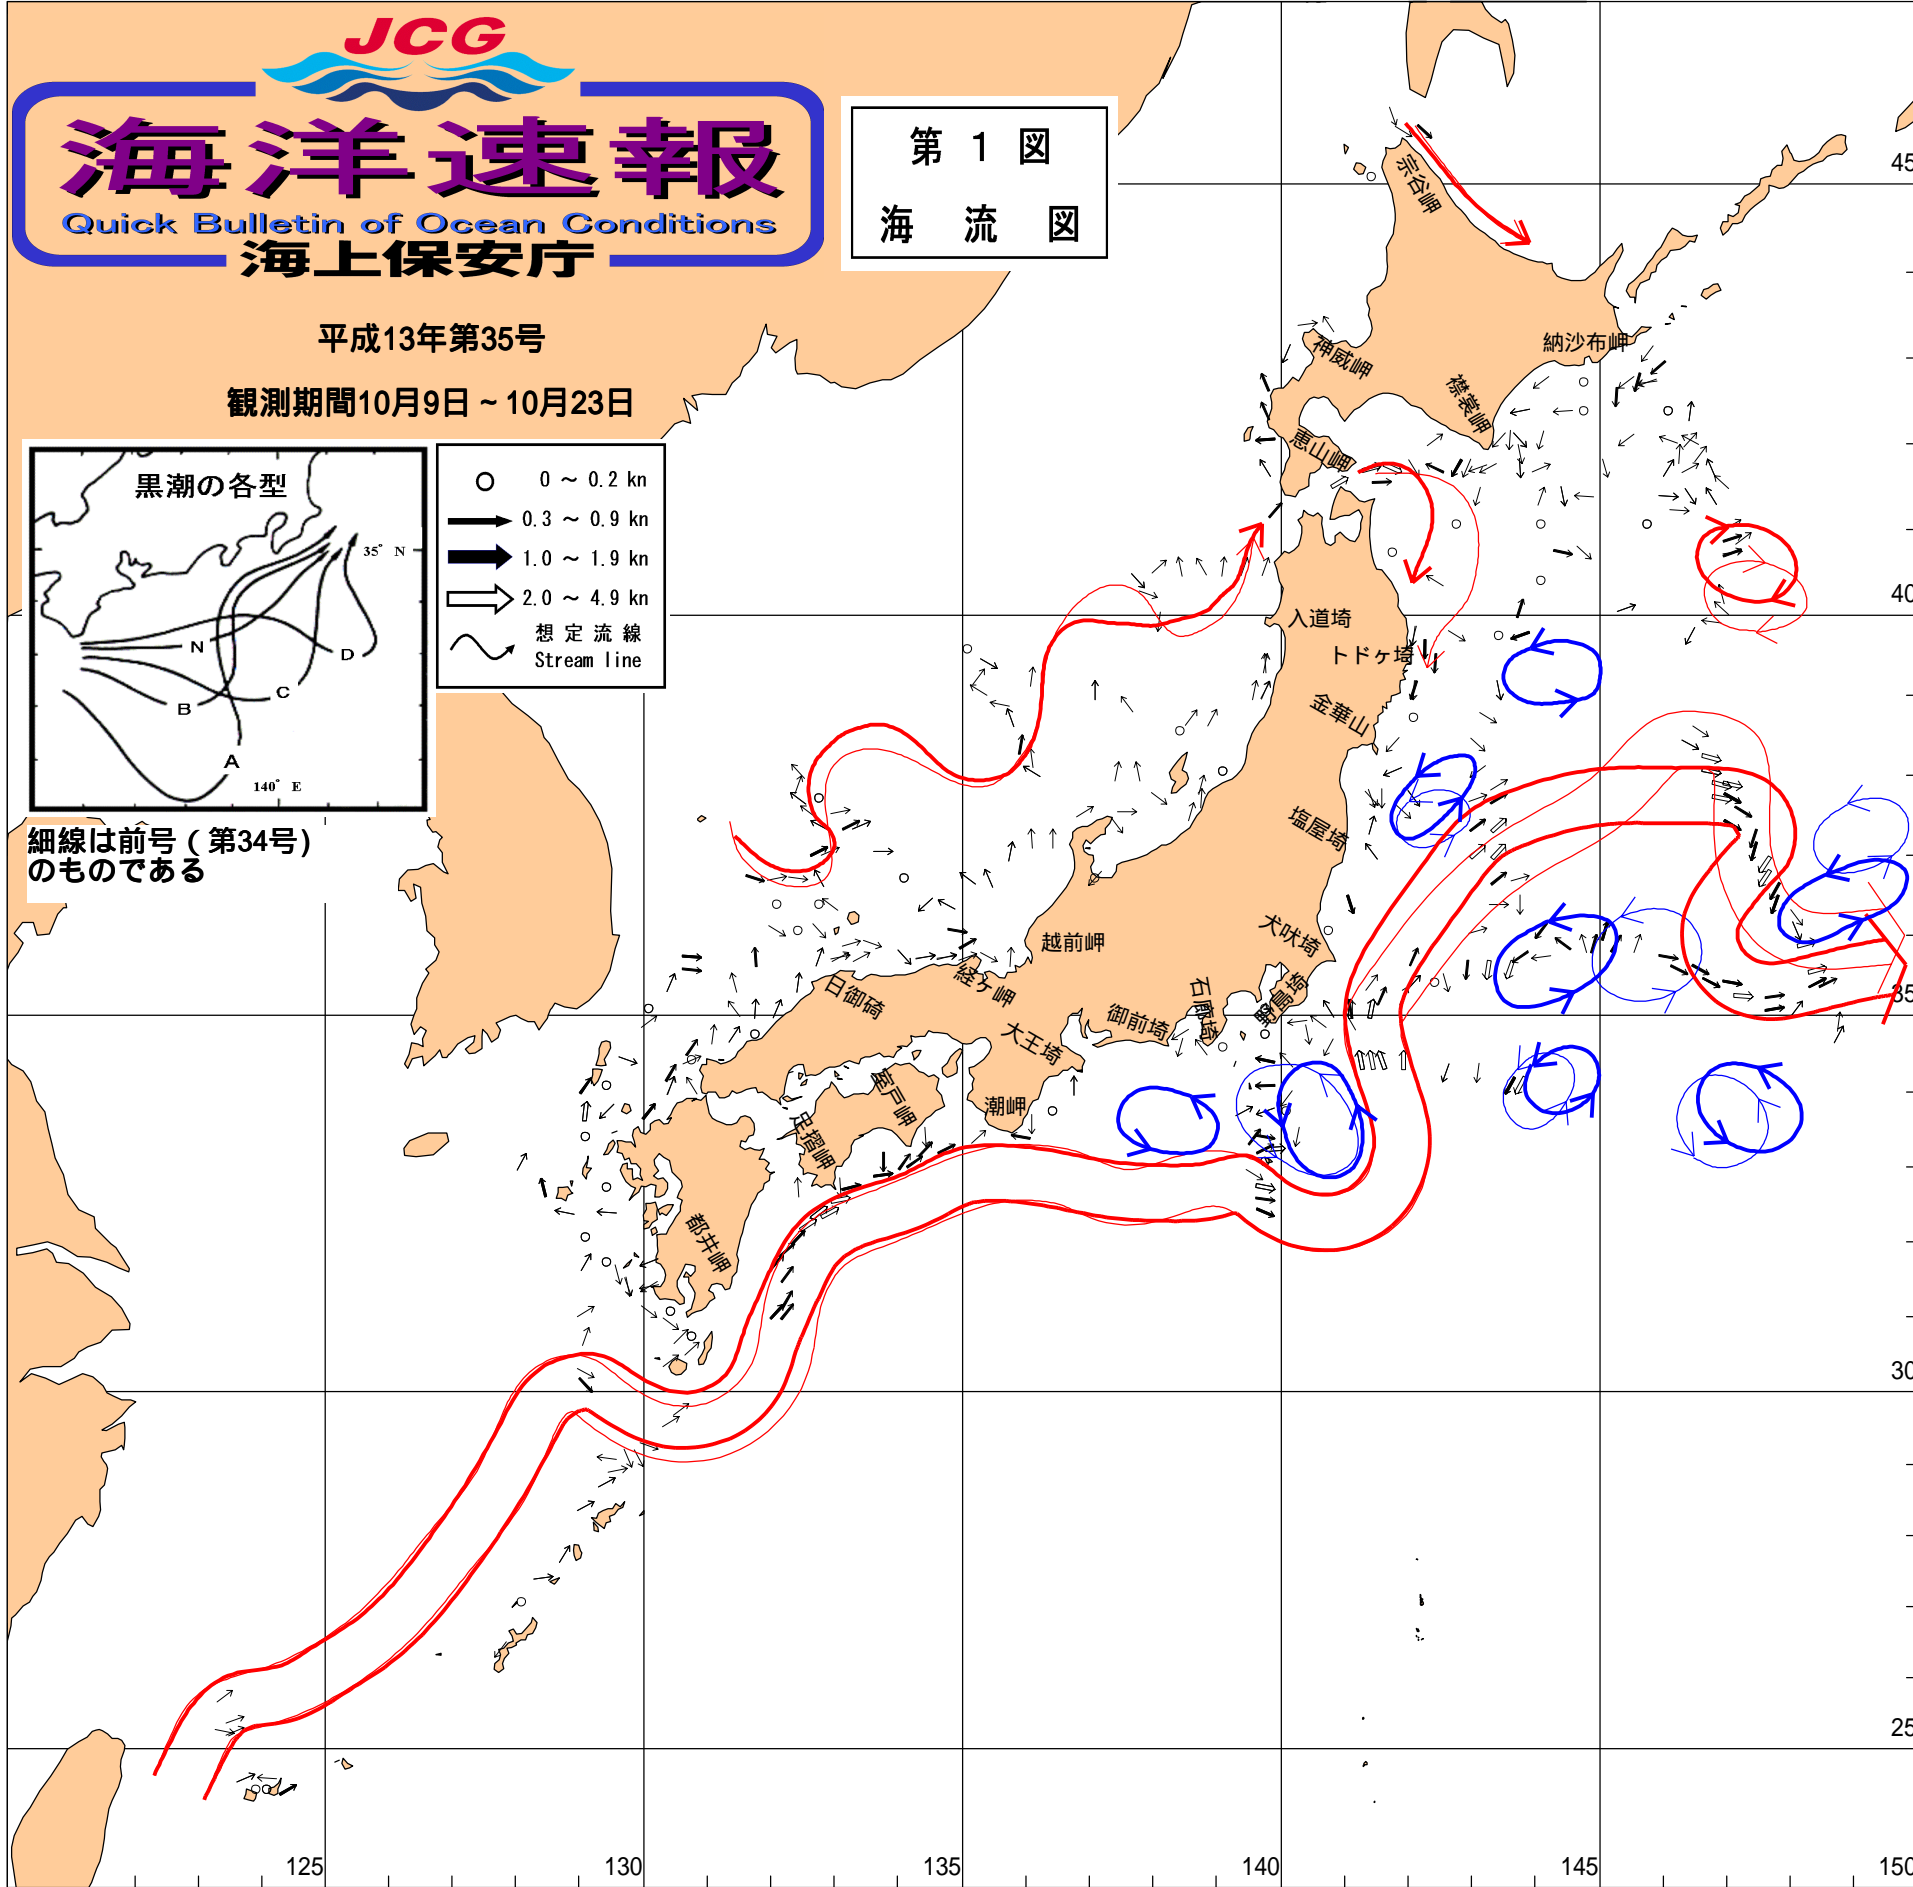 JCG
海洋速報
Quick Bulletin of Ocean Conditions
海上保安庁
平成13年第35号
観測期間10月9日～10月23日
第 1 図
海 流 図
黒潮の各型
35° N
N
D
C
B
A
140° E
0 ～ 0.2 kn
0.3 ～ 0.9 kn
1.0 ～ 1.9 kn
2.0 ～ 4.9 kn
想 定 流 線
Stream line
細線は前号(第34号)
のものである
宗谷岬
納沙布岬
神威岬
襟裳岬
恵山岬
入道埼
トドヶ埼
金華山
塩屋埼
犬吠埼
越前岬
経ヶ岬
日御碕
石廊埼
野島埼
御前埼
大王埼
潮岬
室戸岬
足摺岬
都井岬
45
40
35
30
25
125
130
135
140
145
150